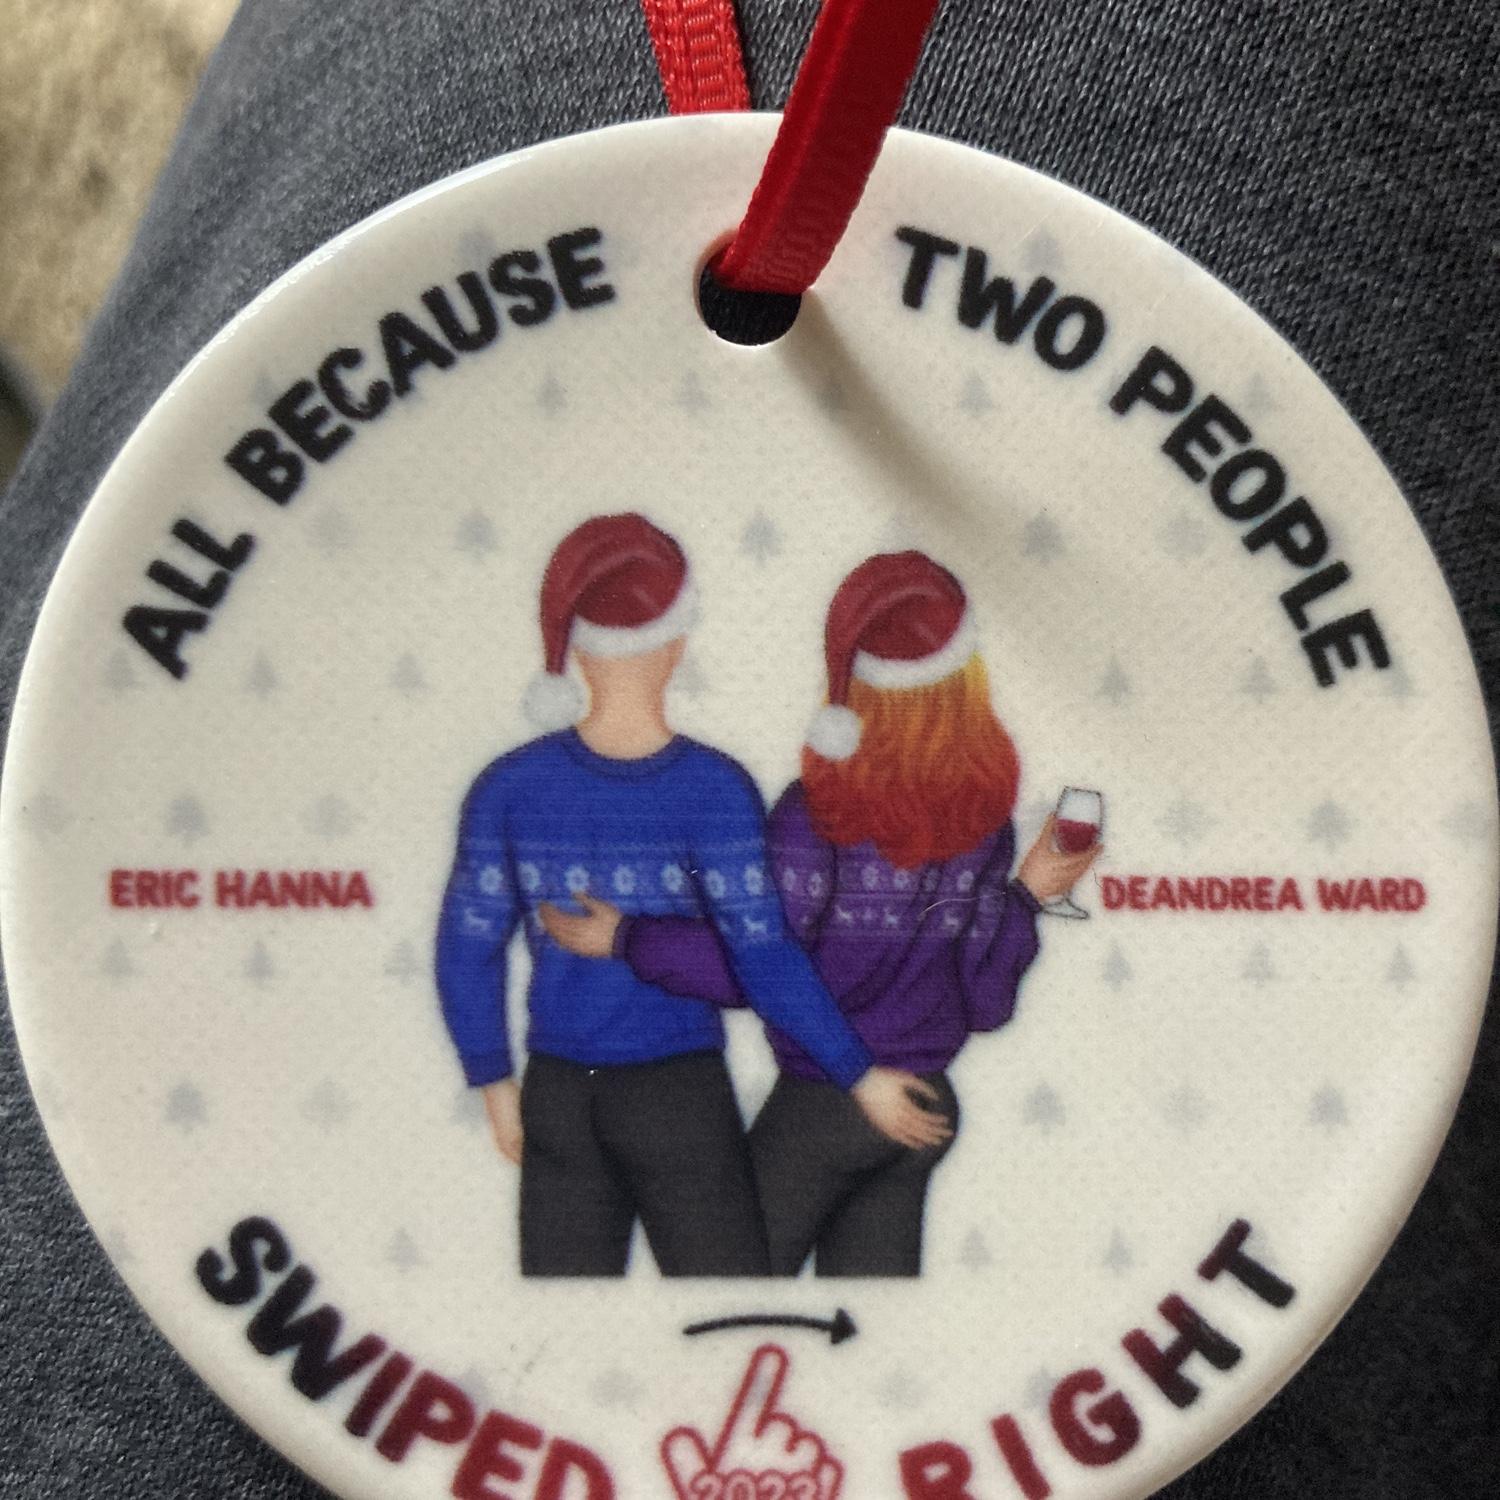 ALL BECAUSE TWO PEOPLE
ERIC HANNA
DEANDREA WARD
SWIPED RIGHT
2023